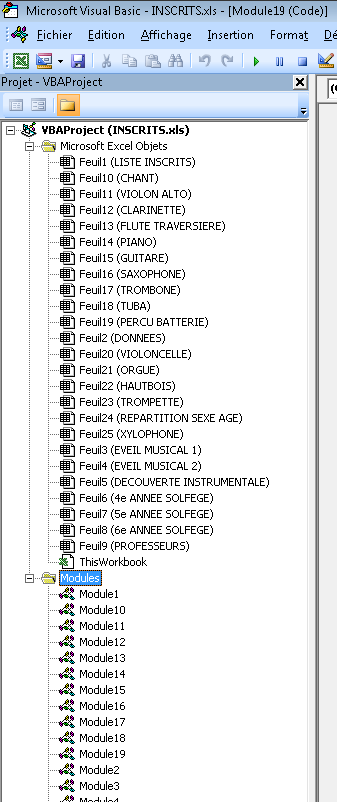 Microsoft Visual Basic - INSCRITS.xls - [Module19 (Code)]
Fichier Edition Affichage Insertion Format
Projet - VBAProject
VBAProject (INSCRITS.xls)
Microsoft Excel Objets
Feuil1 (LISTE INSCRITS)
Feuil10 (CHANT)
Feuil11 (VIOLON ALTO)
Feuil12 (CLARINETTE)
Feuil13 (FLUTE TRAVERSIERE)
Feuil14 (PIANO)
Feuil15 (GUITARE)
Feuil16 (SAXOPHONE)
Feuil17 (TROMBONE)
Feuil18 (TUBA)
Feuil19 (PERCU BATTERIE)
Feuil2 (DONNEES)
Feuil20 (VIOLONCELLE)
Feuil21 (ORGUE)
Feuil22 (HAUTBOIS)
Feuil23 (TROMPETTE)
Feuil24 (REPARTITION SEXE AGE)
Feuil25 (XYLOPHONE)
Feuil3 (EVEIL MUSICAL 1)
Feuil4 (EVEIL MUSICAL 2)
Feuil5 (DECOUVERTE INSTRUMENTALE)
Feuil6 (4e ANNEE SOLFEGE)
Feuil7 (5e ANNEE SOLFEGE)
Feuil8 (6e ANNEE SOLFEGE)
Feuil9 (PROFESSEURS)
ThisWorkbook
Modules
Module1
Module10
Module11
Module12
Module13
Module14
Module15
Module16
Module17
Module18
Module19
Module2
Module3